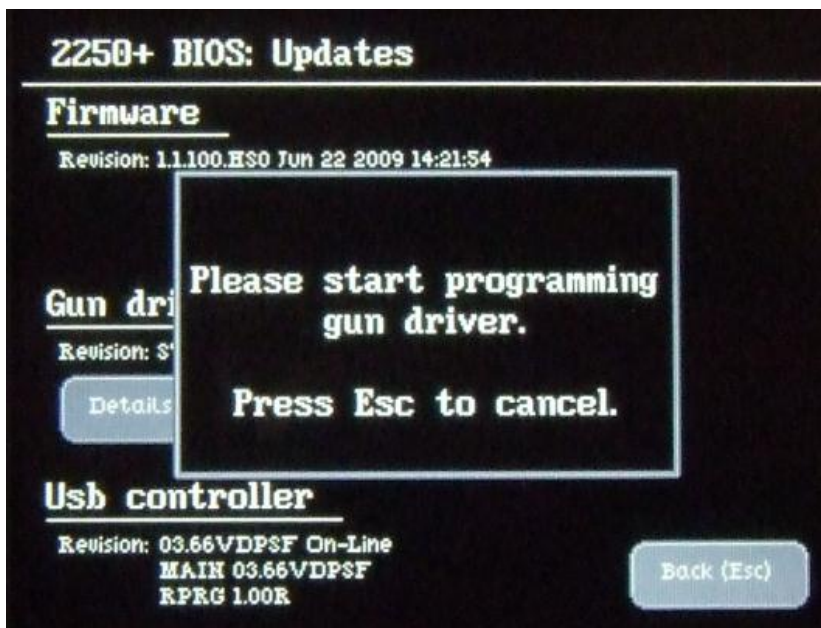 2250+ BIOS: Updates
Firmware
Revision: 1.1.100.HS0 Jun 22 2009 14:21:54
Please start programming
gun driver.
Press Esc to cancel.
Gun dri
Revision: S
Details
Usb controller
Revision: 03.66VDPSF On-Line
MAIN 03.66VDPSF
RPRG 1.00R
Back (Esc)